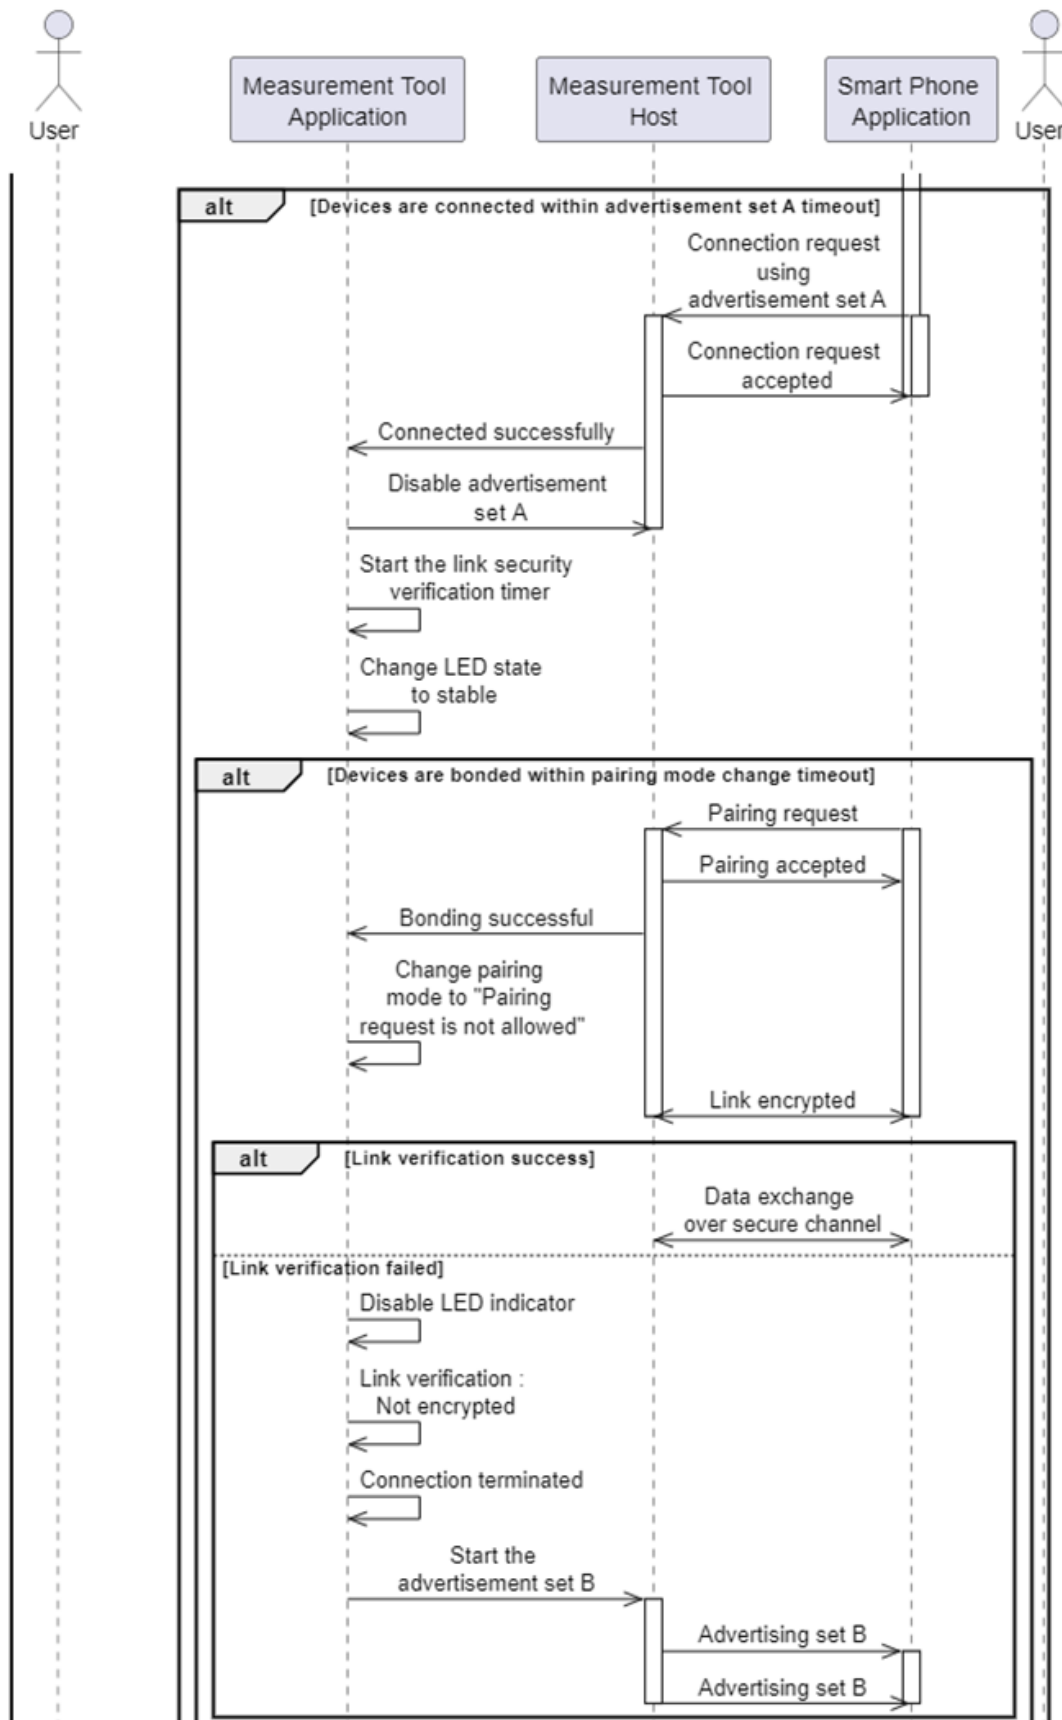 User
Measurement Tool
Application
Measurement Tool
Host
Smart Phone
Application
User
alt
[Devices are connected within advertisement set A timeout]
Connection request
using
advertisement set A
Connection request
accepted
Connected successfully
Disable advertisement
set A
Start the link security
verification timer
Change LED state
to stable
alt
[Devices are bonded within pairing mode change timeout]
Pairing request
Pairing accepted
Bonding successful
Change pairing
mode to "Pairing
request is not allowed"
Link encrypted
alt
[Link verification success]
Data exchange
over secure channel
[Link verification failed]
Disable LED indicator
Link verification :
Not encrypted
Connection terminated
Start the
advertisement set B
Advertising set B
Advertising set B